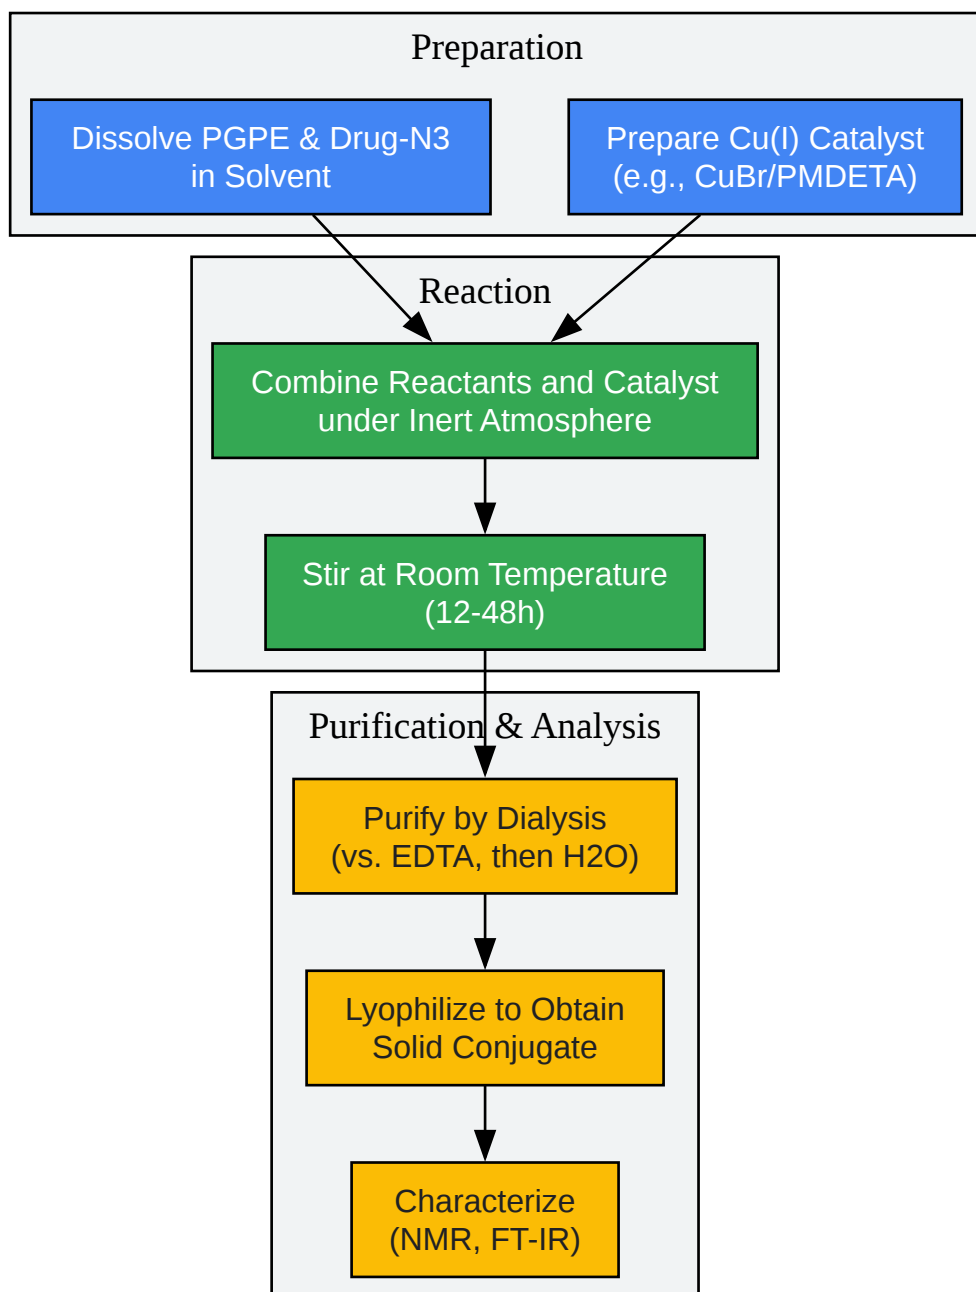 Preparation
Dissolve PGPE & Drug-N3
in Solvent
Prepare Cu(I) Catalyst
(e.g., CuBr/PMDETA)
Reaction
Combine Reactants and Catalyst
under Inert Atmosphere
Stir at Room Temperature
(12-48h)
Purification & Analysis
Purify by Dialysis
(vs. EDTA, then H2O)
Lyophilize to Obtain
Solid Conjugate
Characterize
(NMR, FT-IR)